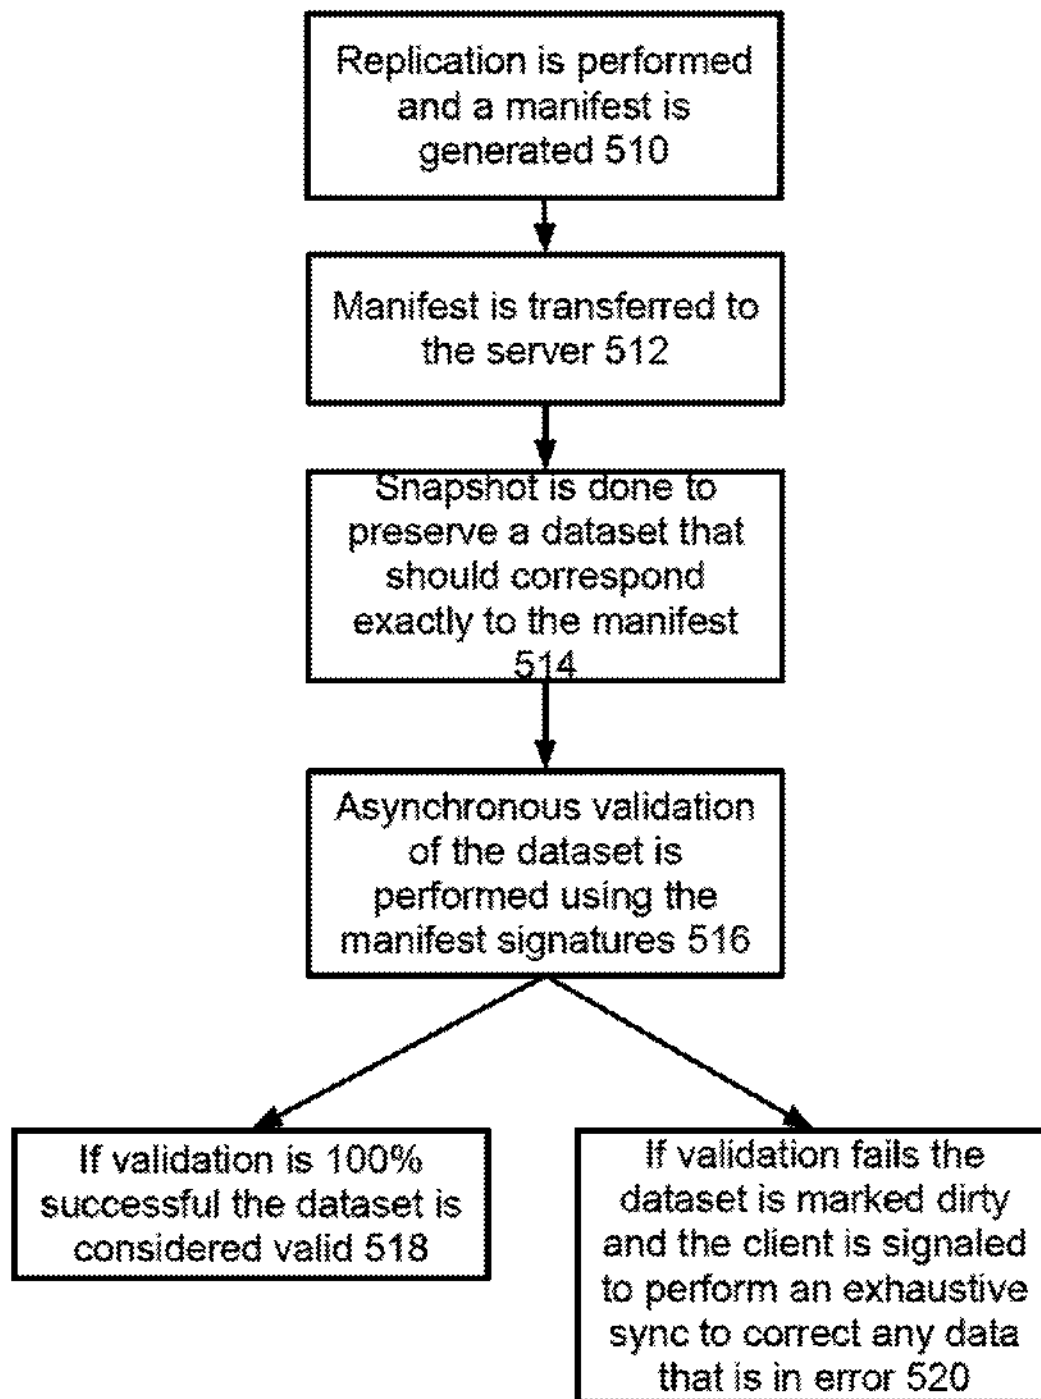 Replication is performed
and a manifest is
generated 510
Manifest is transferred to
the server 512
Snapshot is done to
preserve a dataset that
should correspond
exactly to the manifest
514
Asynchronous validation
of the dataset is
performed using the
manifest signatures 516
If validation is 100%
successful the dataset is
considered valid 518
If validation fails the
dataset is marked dirty
and the client is signaled
to perform an exhaustive
sync to correct any data
that is in error 520